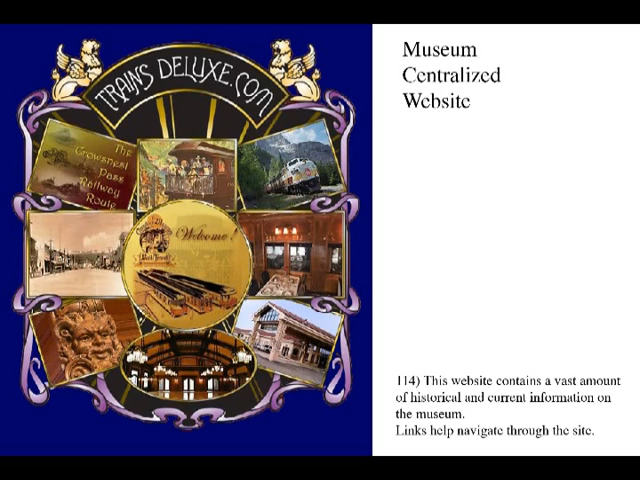 TRAINS DELUXE.COM
Museum
Centralized
Website
The
Crowsnest
Pass
Railway
Route
Welcome!
114) This website contains a vast amount
of historical and current information on
the museum.
Links help navigate through the site.